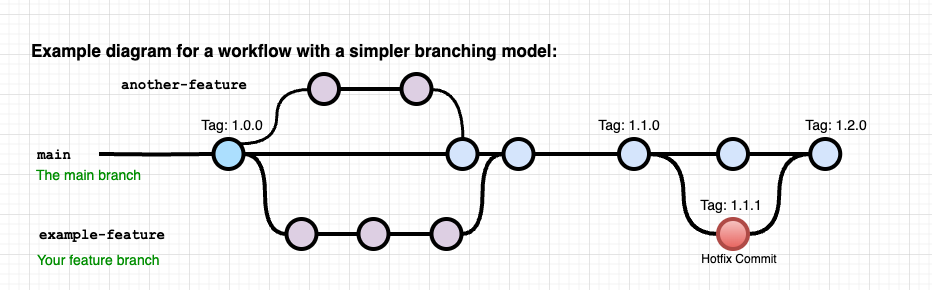 Example diagram for a workflow with a simpler branching model:
another-feature
Tag: 1.0.0
Tag: 1.1.0
Tag: 1.2.0
main
The main branch
Tag: 1.1.1
example-feature
Your feature branch
Hotfix Commit